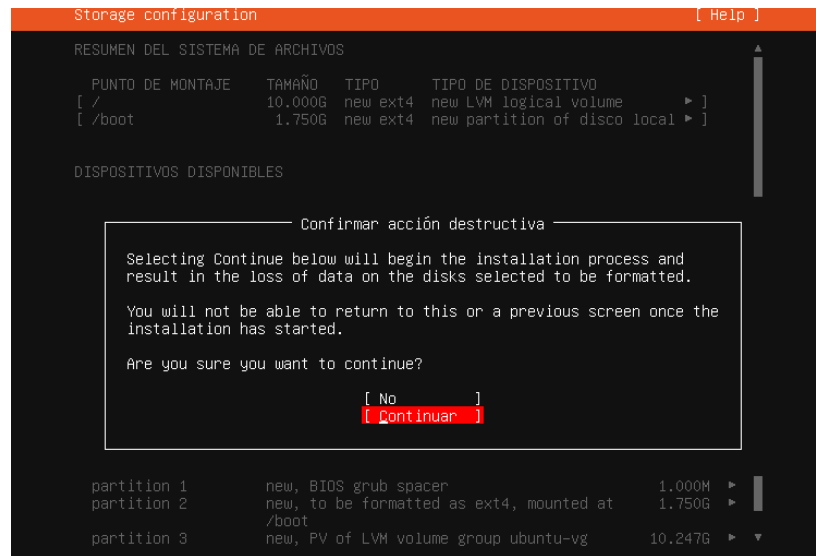 Storage configuration [ Help ]
RESUMEN DEL SISTEMA DE ARCHIVOS
PUNTO DE MONTAJE TAMAÑO TIPO TIPO DE DISPOSITIVO
[ / 10.000G new ext4 new LVM logical volume ► ]
[ /boot 1.750G new ext4 new partition of disco local ► ]
DISPOSITIVOS DISPONIBLES
Confirmar acción destructiva
Selecting Continue below will begin the installation process and
result in the loss of data on the disks selected to be formatted.
You will not be able to return to this or a previous screen once the
installation has started.
Are you sure you want to continue?
[ No ]
[ Continuar ]
partition 1 new, BIOS grub spacer 1.000M ►
partition 2 new, to be formatted as ext4, mounted at 1.750G ►
/boot
partition 3 new, PV of LVM volume group ubuntu-vg 10.247G ►